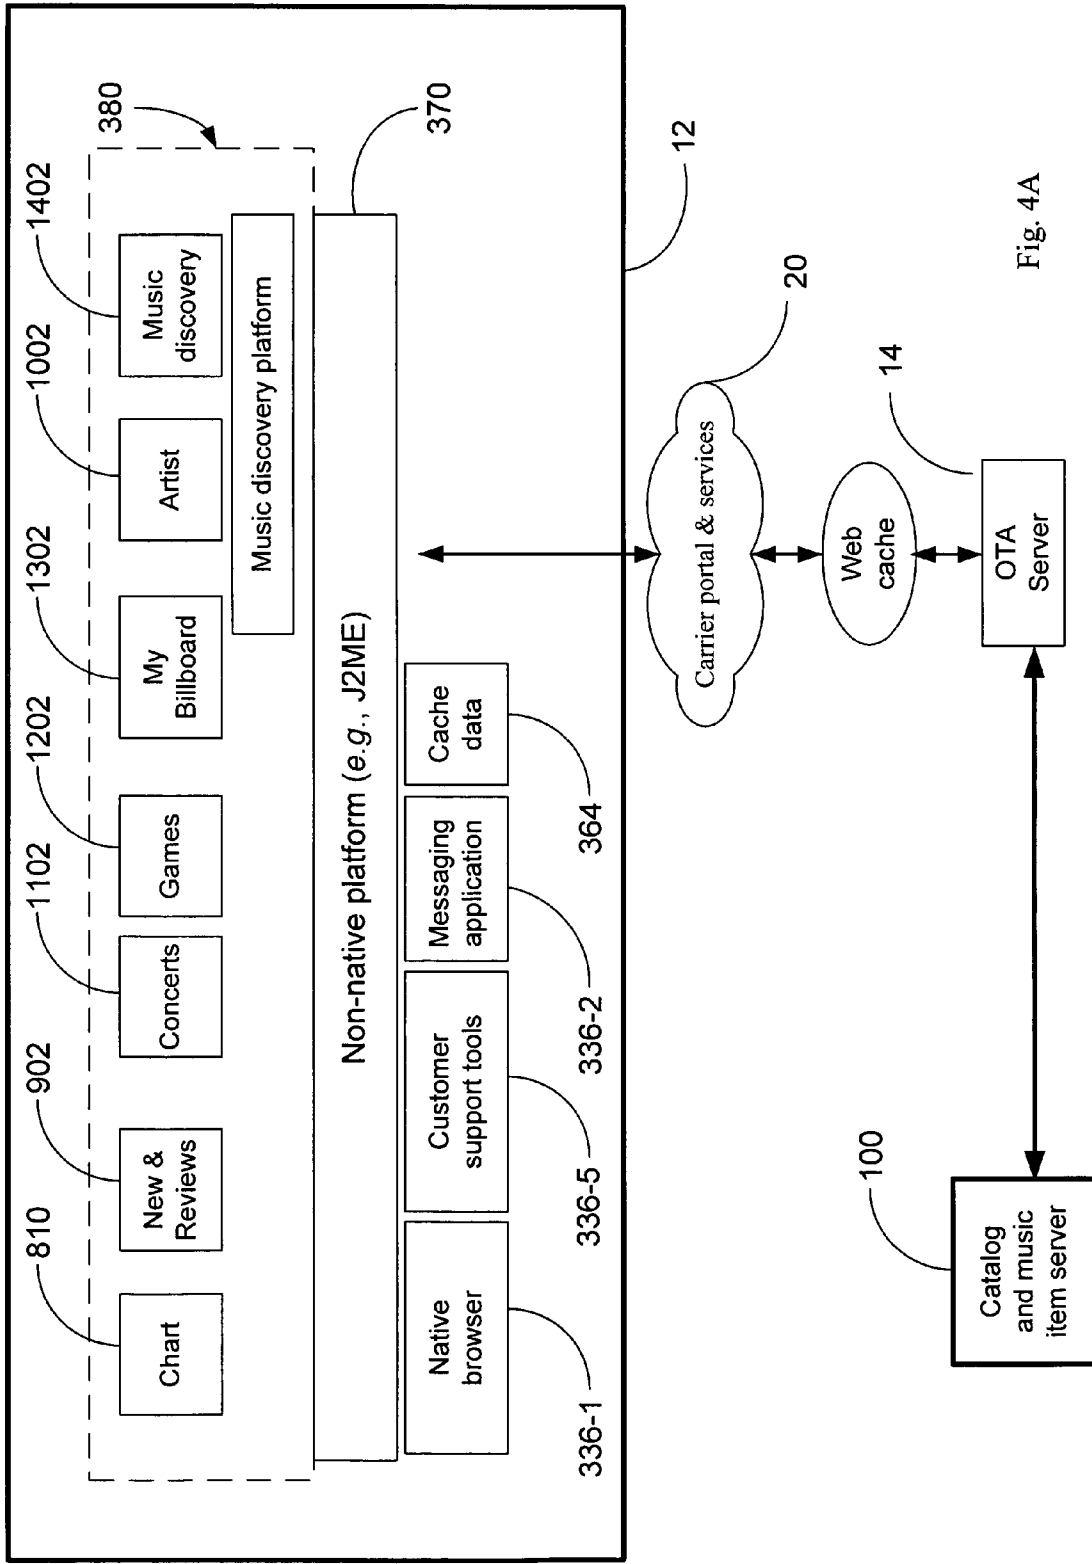 810
902
1102
1202
1302
1002
1402
380
Chart
New &
Reviews
Concerts
Games
My
Billboard
Artist
Music
discovery
Music discovery platform
Non-native platform (e.g., J2ME)
370
Native
browser
Customer
support tools
Messaging
application
Cache
data
336-1
336-5
336-2
364
12
Carrier portal & services
20
Web
cache
14
OTA
Server
100
Catalog
and music
item server
Fig. 4A